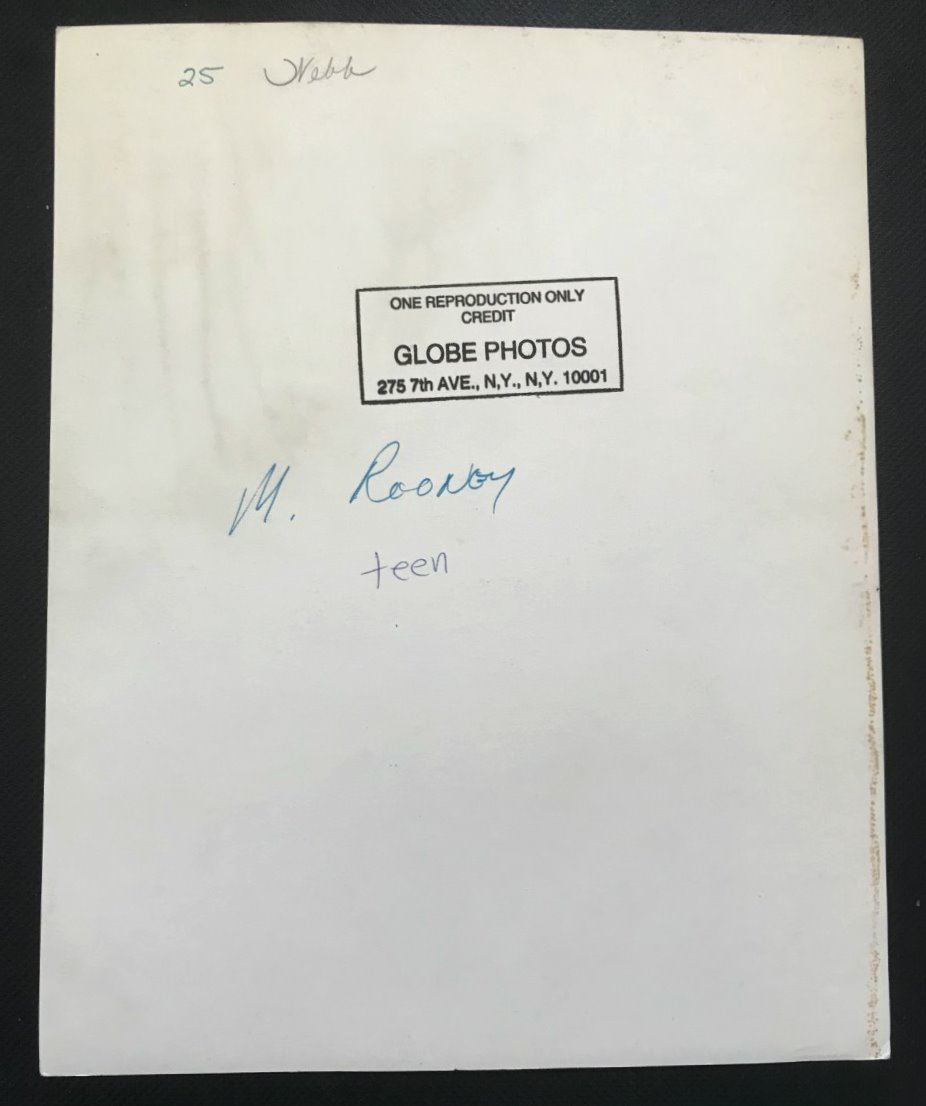 25 Webb
ONE REPRODUCTION ONLY
CREDIT
GLOBE PHOTOS
275 7th AVE., N,Y., N,Y. 10001
M. Rooney
teen